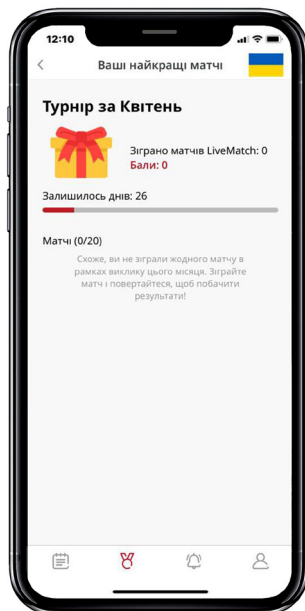 12:10
Ваші найкращі матчі
Турнір за Квітень
Зіграно матчів LiveMatch: 0
Бали: 0
Залишилось днів: 26
Матчі (0/20)
Схоже, ви не зіграли жодного матчу в
рамках виклику цього місяця. Зіграйте
матч і повертайтеся, щоб побачити
результати!